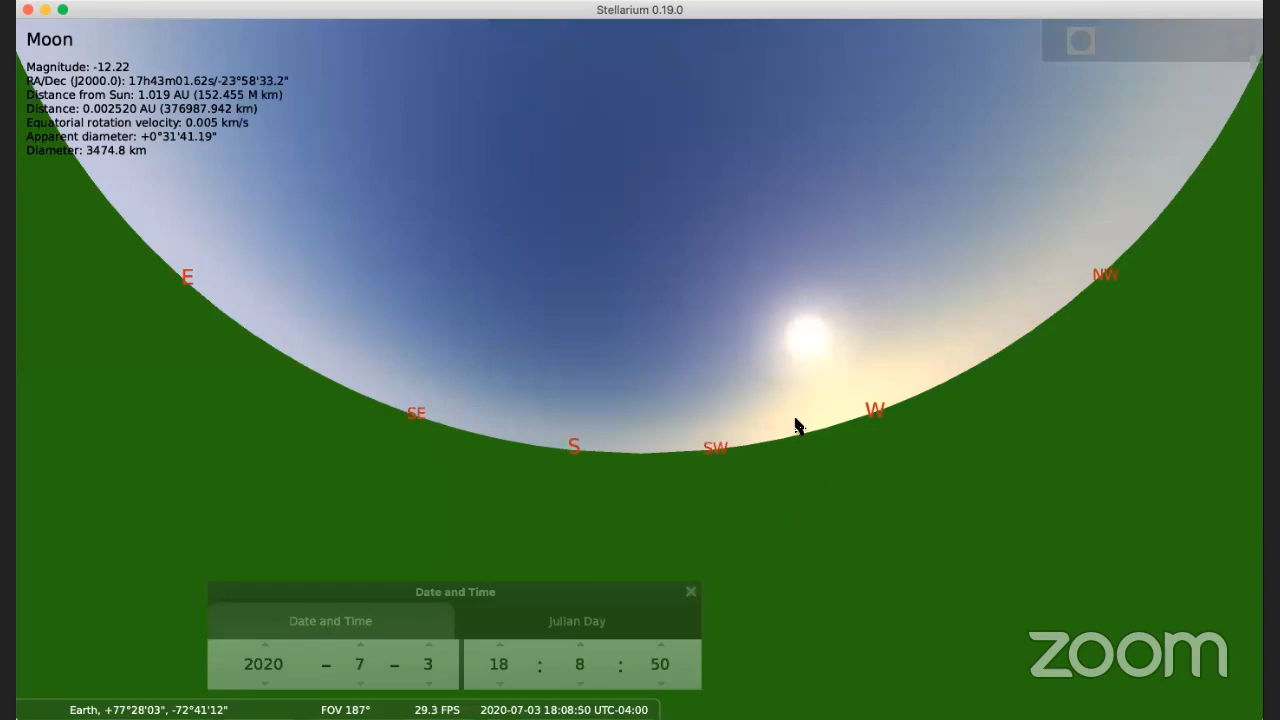 Stellarium 0.19.0
Moon
Magnitude: -12.22
RA/Dec (J2000.0): 17h43m01.62s/-23°58'33.2"
Distance from Sun: 1.019 AU (152.455 M km)
Distance: 0.002520 AU (376987.942 km)
Equatorial rotation velocity: 0.005 km/s
Apparent diameter: +0°31'41.19"
Diameter: 3474.8 km
E
NW
SE
W
S
SW
Date and Time
Date and Time Julian Day
2020 – 7 – 3 18 : 8 : 50
zoom
Earth, +77°28'03", -72°41'12" FOV 187° 29.3 FPS 2020-07-03 18:08:50 UTC-04:00